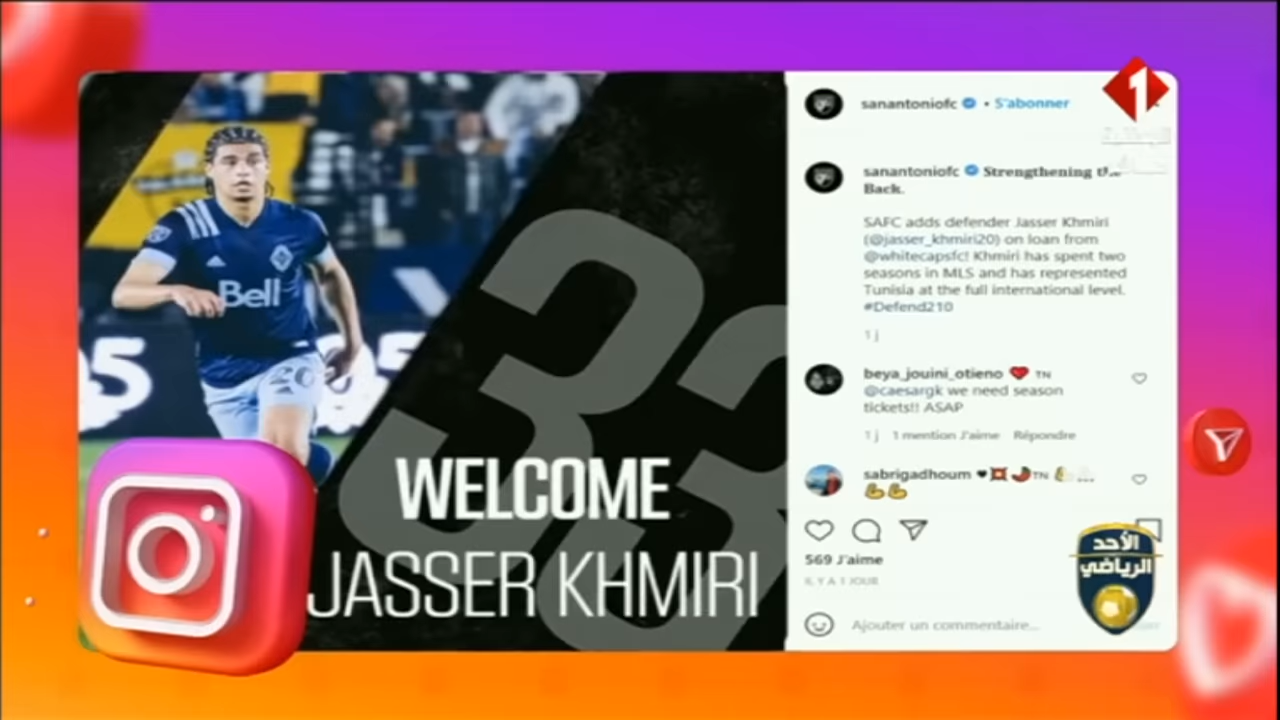 Bell
20
33
WELCOME
JASSER KHMIRI
sanantoniofc • S'abonner
1
sanantoniofc Strengthening the
Back.
SAFC adds defender Jasser Khmiri
(@jasser_khmiri20) on loan from
@whitecapsfc! Khmiri has spent two
seasons in MLS and has represented
Tunisia at the full international level.
#Defend210
1 j
beya_jouini_otieno ❤️ TN
@caesargk we need season
tickets!! ASAP
1 j 1 mention J'aime Répondre
sabrigadhoum ♥💥🌶TN
💪💪
569 J'aime
IL Y A 1 JOUR
Ajouter un commentaire...
الأحد
الرياضي